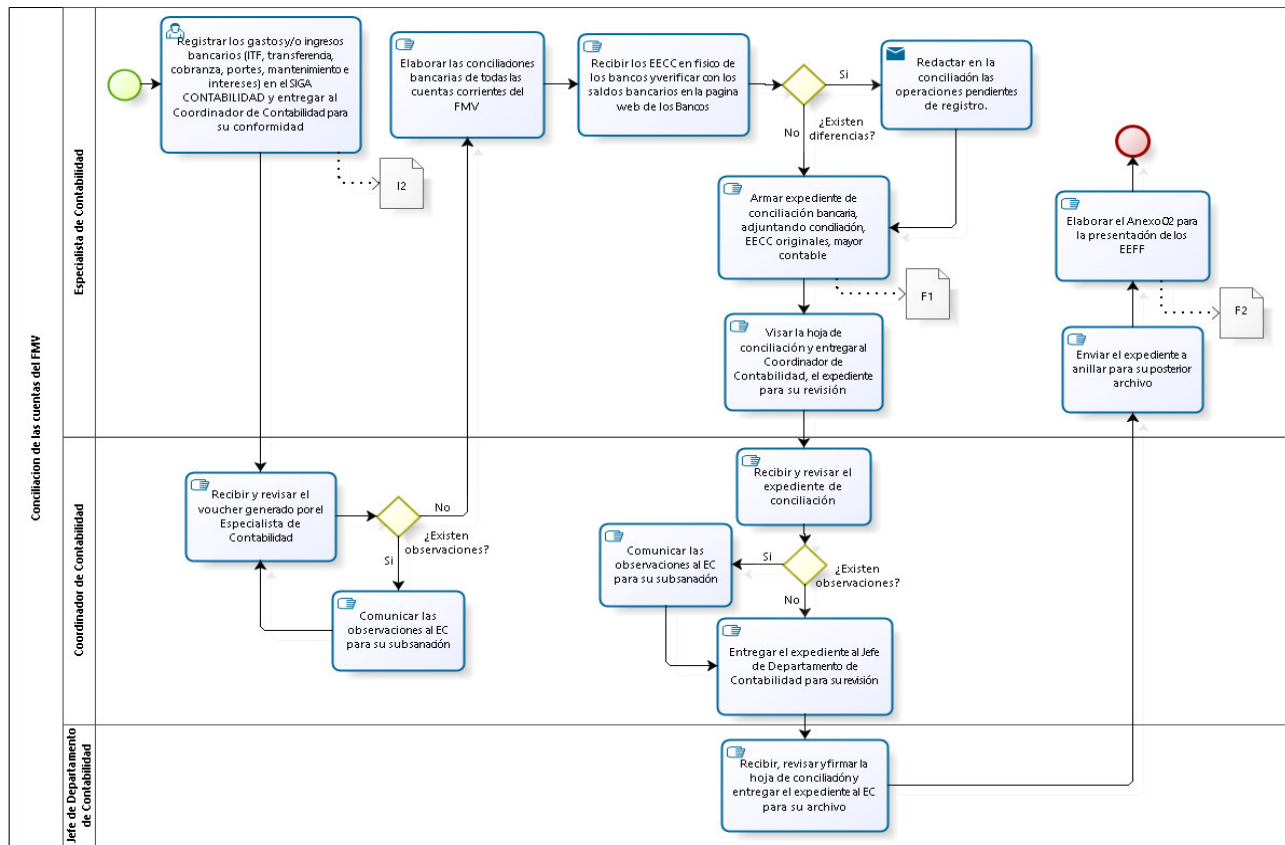 Conciliacion de las cuentas del FMV
Especialista de Contabilidad
Registrar los gastos y/o ingresos
bancarios (ITF, transferencia,
cobranza, portes, mantenimiento e
intereses) en el SIGA
CONTABILIDAD y entregar al
Coordinador de Contabilidad para
su conformidad
I2
Elaborar las conciliaciones
bancarias de todas las
cuentas corrientes del
FMV
Recibir los EECC en fisico de
los bancos y verificar con los
saldos bancarios en la pagina
web de los Bancos
Si
No
¿Existen
diferencias?
Redactar en la
conciliación las
operaciones pendientes
de registro.
Armar expediente de
conciliación bancaria,
adjuntando conciliación,
EECC originales, mayor
contable
F1
Visar la hoja de
conciliación y entregar al
Coordinador de
Contabilidad, el expediente
para su revisión
Elaborar el Anexo 02 para
la presentación de los
EEFF
F2
Enviar el expediente a
anillar para su posterior
archivo
Coordinador de Contabilidad
Recibir y revisar el
voucher generado por el
Especialista de
Contabilidad
No
¿Existen
observaciones?
Si
Comunicar las
observaciones al EC
para su subsanación
Recibir y revisar el
expediente de
conciliación
Si
¿Existen
observaciones?
No
Comunicar las
observaciones al EC
para su subsanación
Entregar el expediente al Jefe
de Departamento de
Contabilidad para su revisión
Jefe de Departamento
de Contabilidad
Recibir, revisar y firmar la
hoja de conciliación y
entregar el expediente al EC
para su archivo